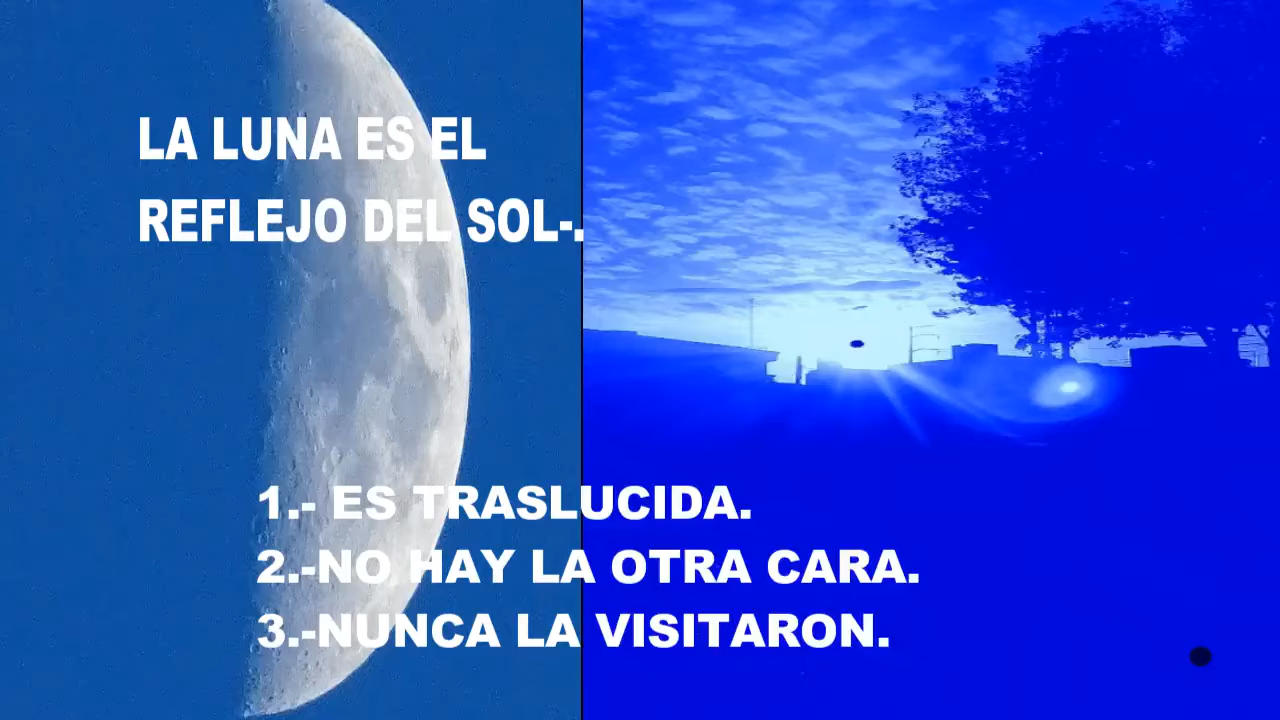 LA LUNA ES EL
REFLEJO DEL SOL-.
1.- ES TRASLUCIDA.
2.-NO HAY LA OTRA CARA.
3.-NUNCA LA VISITARON.